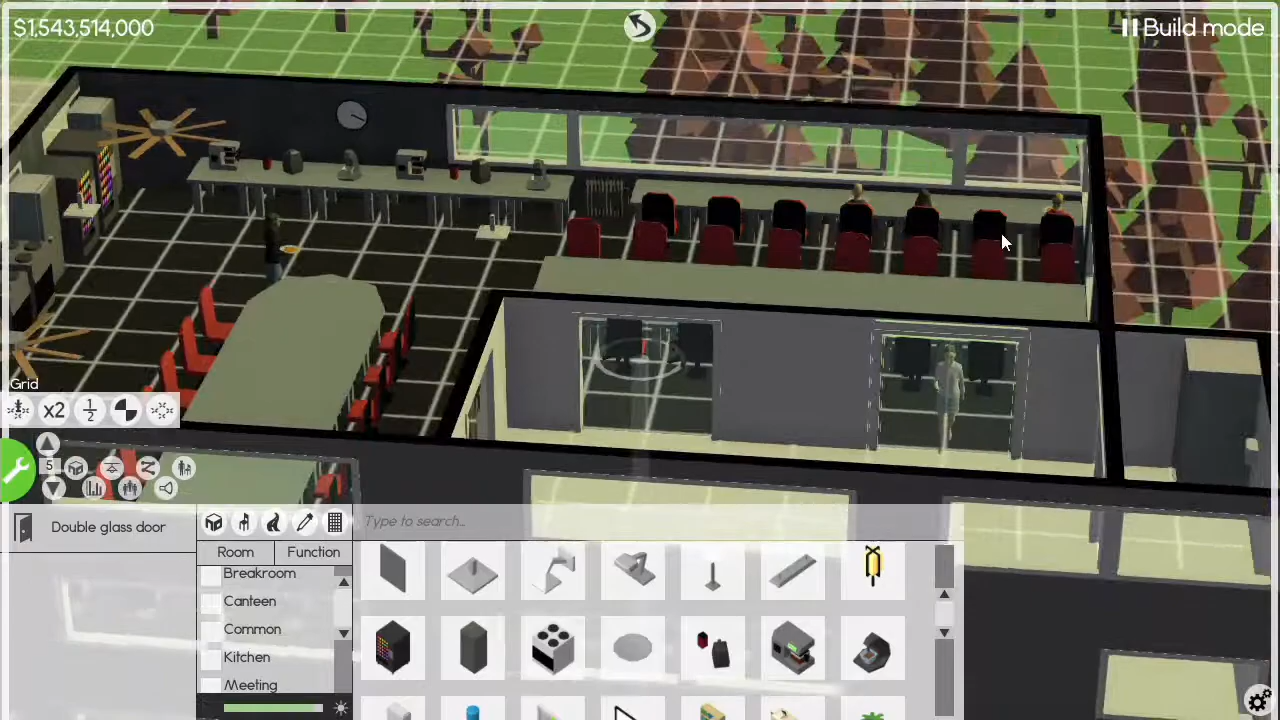 $1,543,514,000
Build mode
Grid
x2
1/2
5
Double glass door
Type to search...
Room
Function
Breakroom
Canteen
Common
Kitchen
Meeting